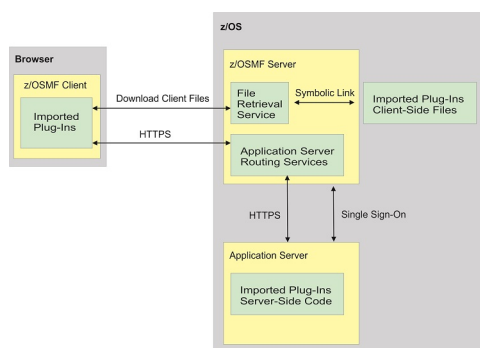 z/OS
Browser
z/OSMF Client
Imported
Plug-Ins
Download Client Files
HTTPS
z/OSMF Server
File
Retrieval
Service
Symbolic Link
Imported Plug-Ins
Client-Side Files
Application Server
Routing Services
HTTPS
Single Sign-On
Application Server
Imported Plug-Ins
Server-Side Code